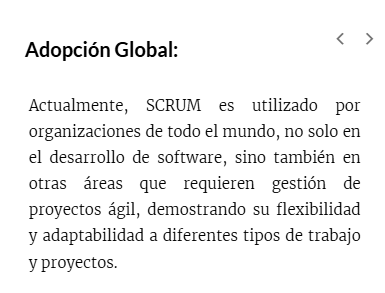 Adopción Global:
Actualmente, SCRUM es utilizado por
organizaciones de todo el mundo, no solo en
el desarrollo de software, sino también en
otras áreas que requieren gestión de
proyectos ágil, demostrando su flexibilidad
y adaptabilidad a diferentes tipos de trabajo
y proyectos.